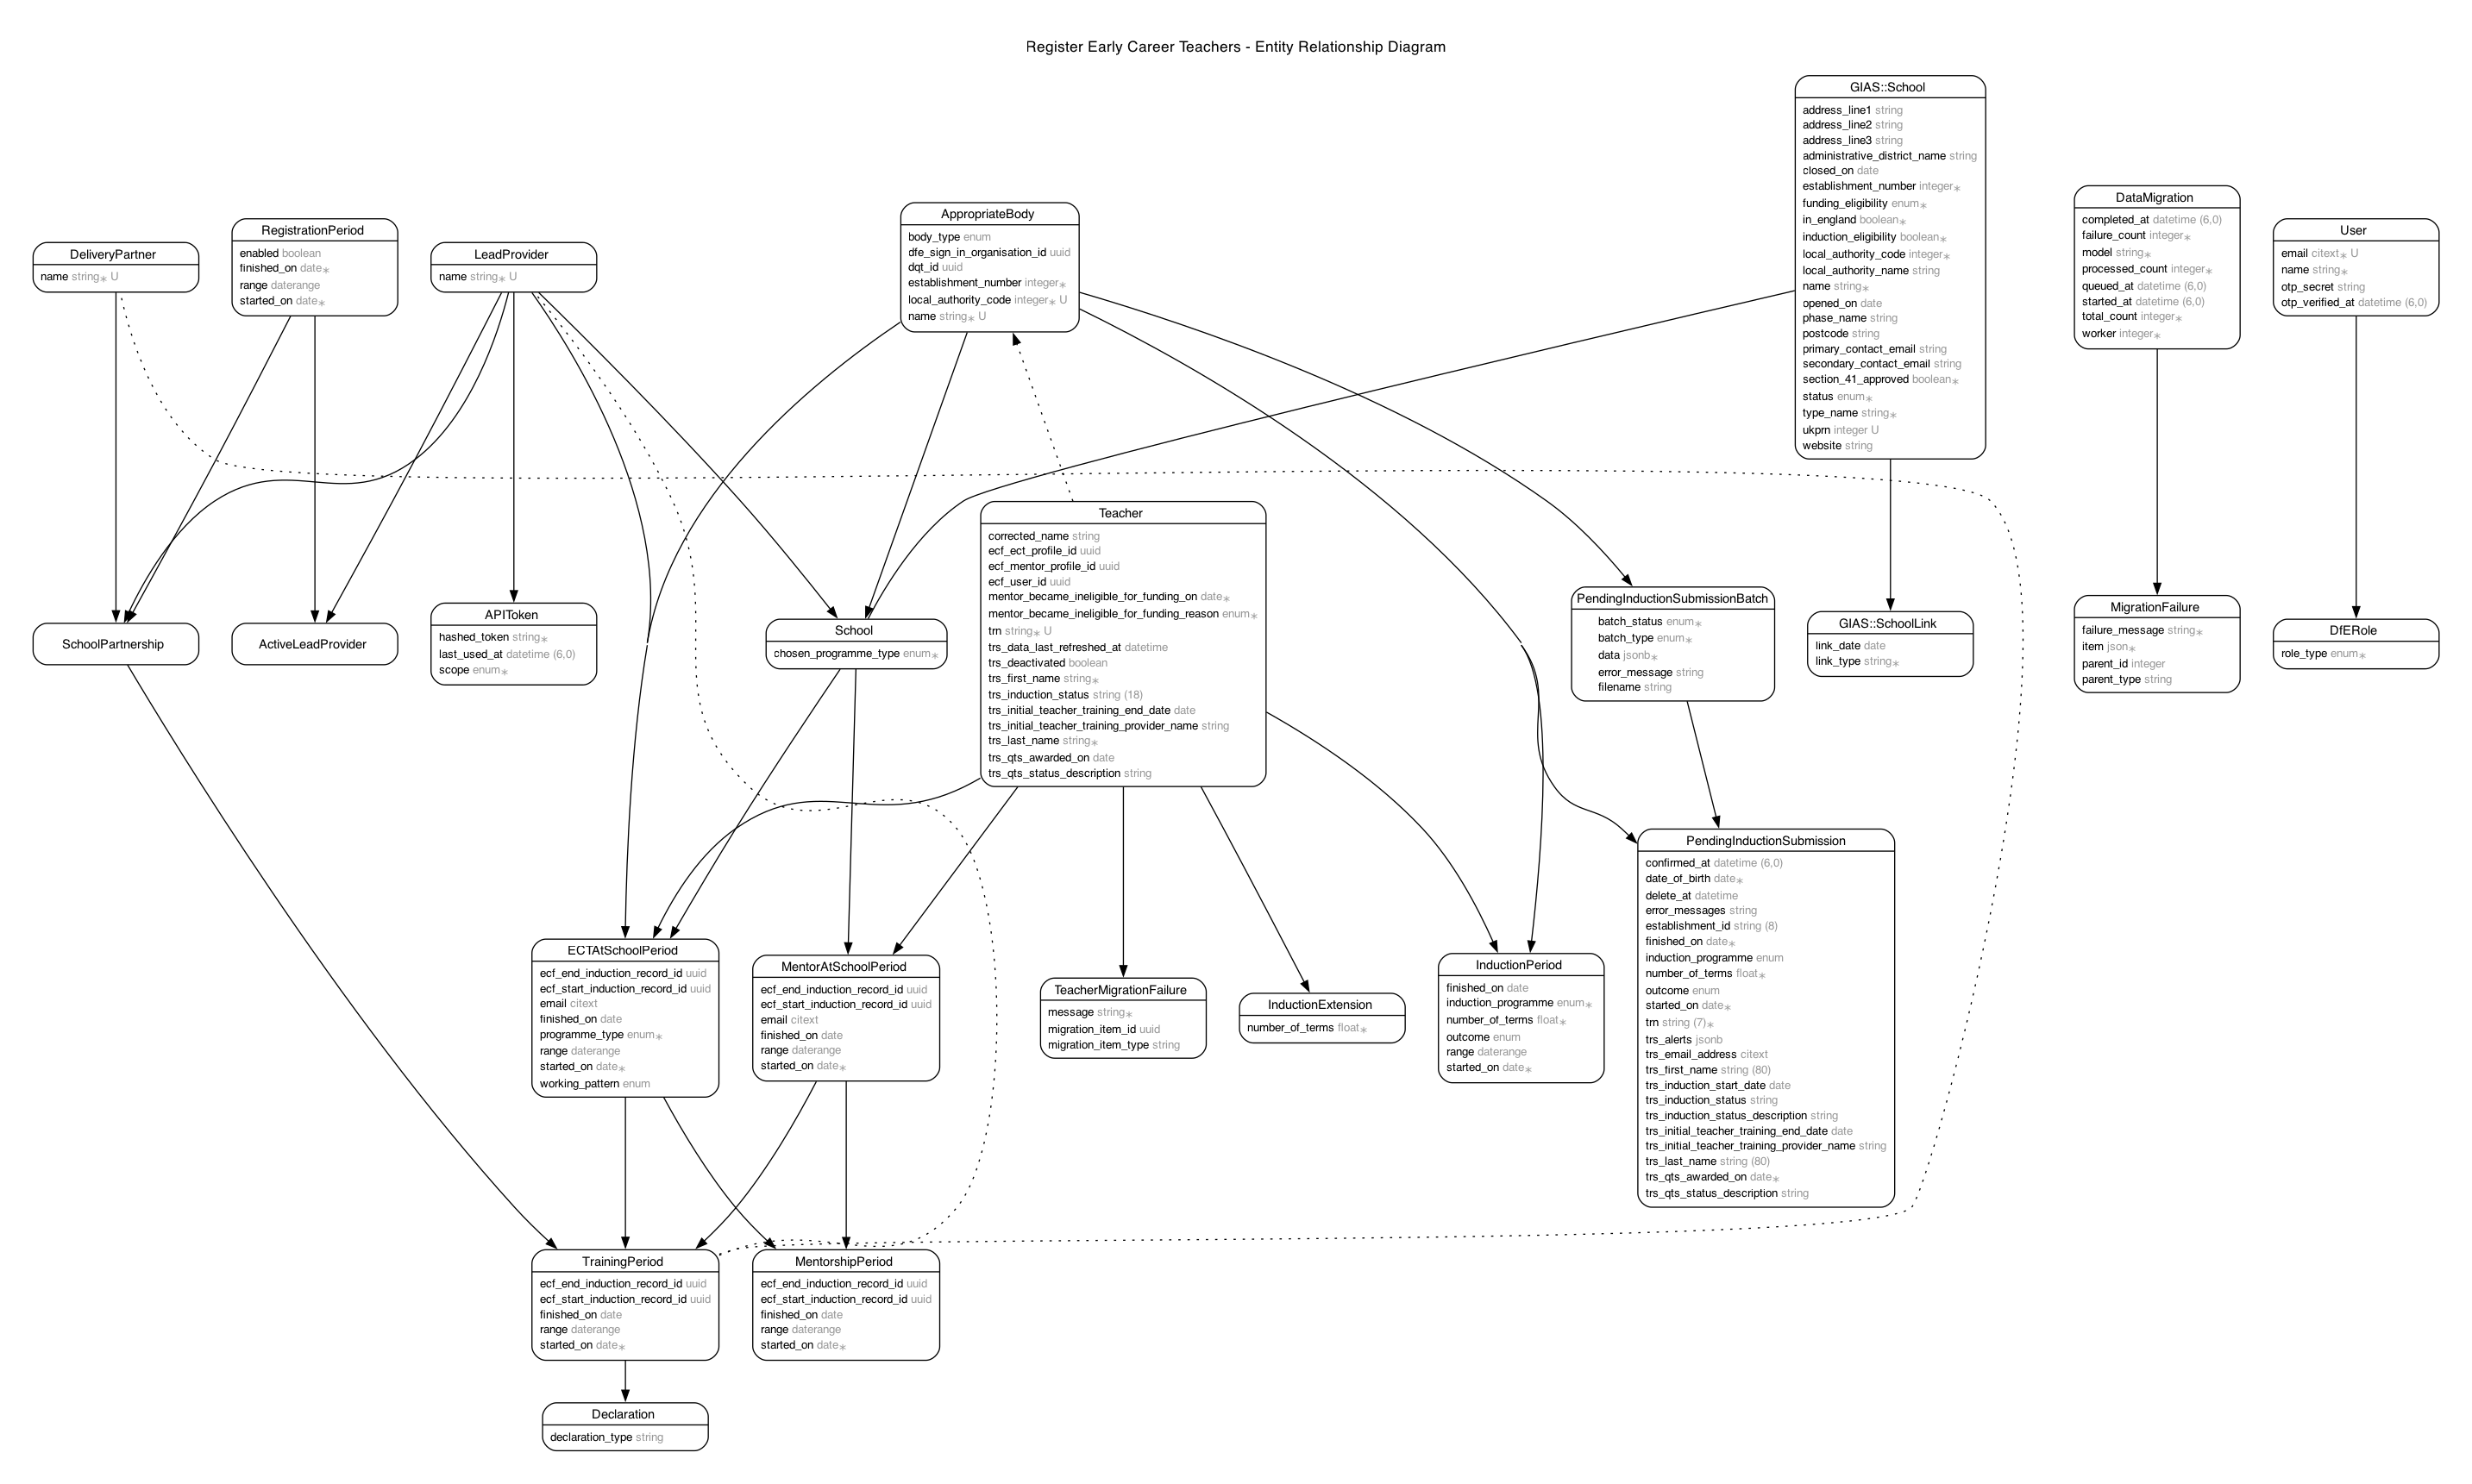 Register Early Career Teachers - Entity Relationship Diagram
GIAS::School
address_line1 string
address_line2 string
address_line3 string
administrative_district_name string
closed_on date
establishment_number integer*
funding_eligibility enum*
in_england boolean*
induction_eligibility boolean*
local_authority_code integer*
local_authority_name string
name string*
opened_on date
phase_name string
postcode string
primary_contact_email string
secondary_contact_email string
section_41_approved boolean*
status enum*
type_name string*
ukprn integer U
website string
DeliveryPartner
name string* U
RegistrationPeriod
enabled boolean
finished_on date*
range daterange
started_on date*
LeadProvider
name string* U
AppropriateBody
body_type enum
dfe_sign_in_organisation_id uuid
dqt_id uuid
establishment_number integer*
local_authority_code integer* U
name string* U
DataMigration
completed_at datetime (6,0)
failure_count integer*
model string*
processed_count integer*
queued_at datetime (6,0)
started_at datetime (6,0)
total_count integer*
worker integer*
User
email citext* U
name string*
otp_secret string
otp_verified_at datetime (6,0)
SchoolPartnership
ActiveLeadProvider
APIToken
hashed_token string*
last_used_at datetime (6,0)
scope enum*
School
chosen_programme_type enum*
Teacher
corrected_name string
ecf_ect_profile_id uuid
ecf_mentor_profile_id uuid
ecf_user_id uuid
mentor_became_ineligible_for_funding_on date*
mentor_became_ineligible_for_funding_reason enum*
trn string* U
trs_data_last_refreshed_at datetime
trs_deactivated boolean
trs_first_name string*
trs_induction_status string (18)
trs_initial_teacher_training_end_date date
trs_initial_teacher_training_provider_name string
trs_last_name string*
trs_qts_awarded_on date
trs_qts_status_description string
PendingInductionSubmissionBatch
batch_status enum*
batch_type enum*
data jsonb*
error_message string
filename string
GIAS::SchoolLink
link_date date
link_type string*
MigrationFailure
failure_message string*
item json*
parent_id integer
parent_type string
DfERole
role_type enum*
ECTAtSchoolPeriod
ecf_end_induction_record_id uuid
ecf_start_induction_record_id uuid
email citext
finished_on date
programme_type enum*
range daterange
started_on date*
working_pattern enum
MentorAtSchoolPeriod
ecf_end_induction_record_id uuid
ecf_start_induction_record_id uuid
email citext
finished_on date
range daterange
started_on date*
TeacherMigrationFailure
message string*
migration_item_id uuid
migration_item_type string
InductionExtension
number_of_terms float*
InductionPeriod
finished_on date
induction_programme enum*
number_of_terms float*
outcome enum
range daterange
started_on date*
PendingInductionSubmission
confirmed_at datetime (6,0)
date_of_birth date*
delete_at datetime
error_messages string
establishment_id string (8)
finished_on date*
induction_programme enum
number_of_terms float*
outcome enum
started_on date*
trn string (7)*
trs_alerts jsonb
trs_email_address citext
trs_first_name string (80)
trs_induction_start_date date
trs_induction_status string
trs_induction_status_description string
trs_initial_teacher_training_end_date date
trs_initial_teacher_training_provider_name string
trs_last_name string (80)
trs_qts_awarded_on date*
trs_qts_status_description string
TrainingPeriod
ecf_end_induction_record_id uuid
ecf_start_induction_record_id uuid
finished_on date
range daterange
started_on date*
MentorshipPeriod
ecf_end_induction_record_id uuid
ecf_start_induction_record_id uuid
finished_on date
range daterange
started_on date*
Declaration
declaration_type string